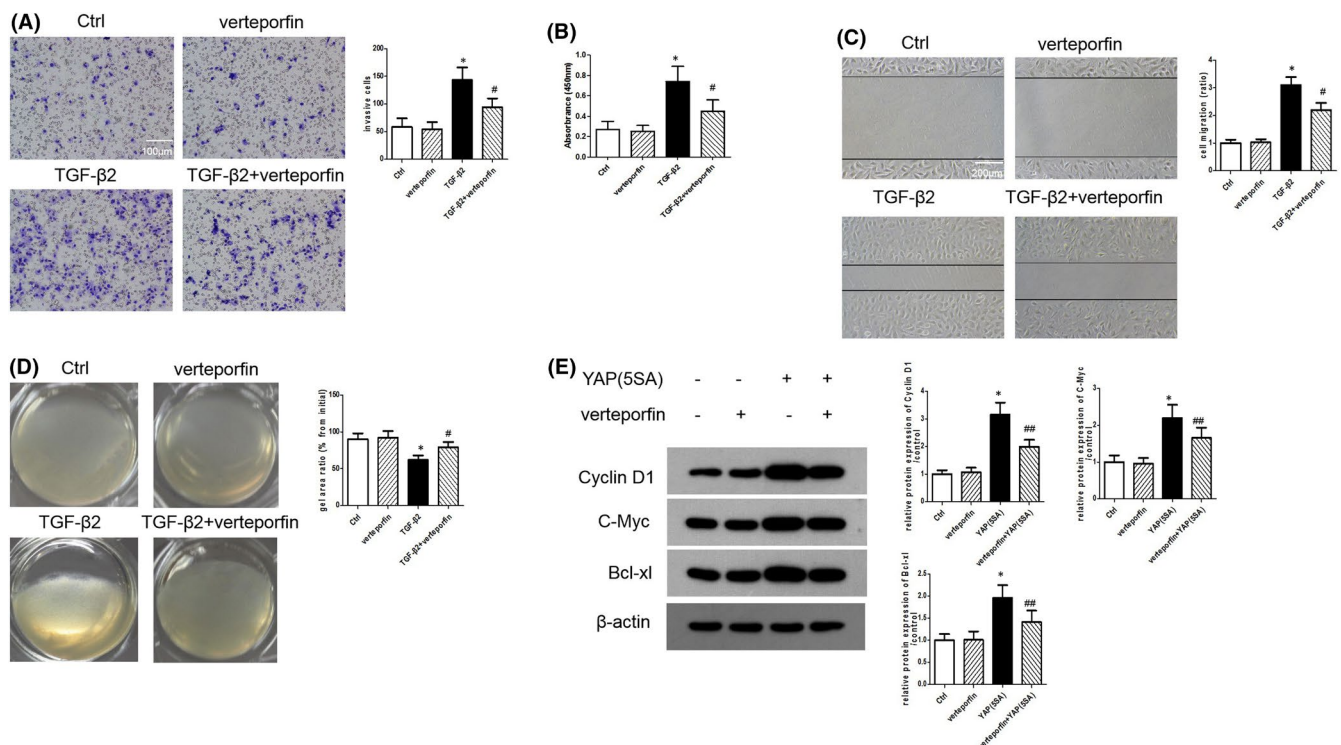 (A)
Ctrl
verteporfin
100μm
TGF-β2
TGF-β2+verteporfin
invasive cells
200
150
100
50
0
*
#
Ctrl
verteporfin
TGF-β2
TGF-β2+verteporfin
(B)
Absorbrance (450nm)
1.0
0.8
0.6
0.4
0.2
0.0
*
#
Ctrl
verteporfin
TGF-β2
TGF-β2+verteporfin
(C)
Ctrl
verteporfin
200μm
TGF-β2
TGF-β2+verteporfin
cell migration (ratio)
4
3
2
1
0
*
#
Ctrl
verteporfin
TGF-β2
TGF-β2+verteporfin
(D)
Ctrl
verteporfin
TGF-β2
TGF-β2+verteporfin
gel area ratio (% from initial)
150
100
50
0
*
#
Ctrl
verteporfin
TGF-β2
TGF-β2+verteporfin
(E)
YAP(5SA) - - + +
verteporfin - + - +
Cyclin D1
C-Myc
Bcl-xl
β-actin
relative protein expression of Cyclin D1
/control
4
3
2
1
0
*
##
Ctrl
verteporfin
YAP(5SA)
verteporfin+YAP(5SA)
relative protein expression of C-Myc
/control
3
2
1
0
*
##
Ctrl
verteporfin
YAP(5SA)
verteporfin+YAP(5SA)
relative protein expression of Bcl-xl
/control
2.5
2.0
1.5
1.0
0.5
0.0
*
##
Ctrl
verteporfin
YAP(5SA)
verteporfin+YAP(5SA)